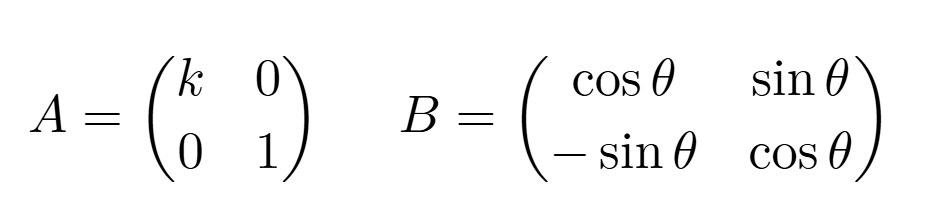 A = \begin{pmatrix} k & 0 \\ 0 & 1 \end{pmatrix} \quad B = \begin{pmatrix} \cos\theta & \sin\theta \\ -\sin\theta & \cos\theta \end{pmatrix}